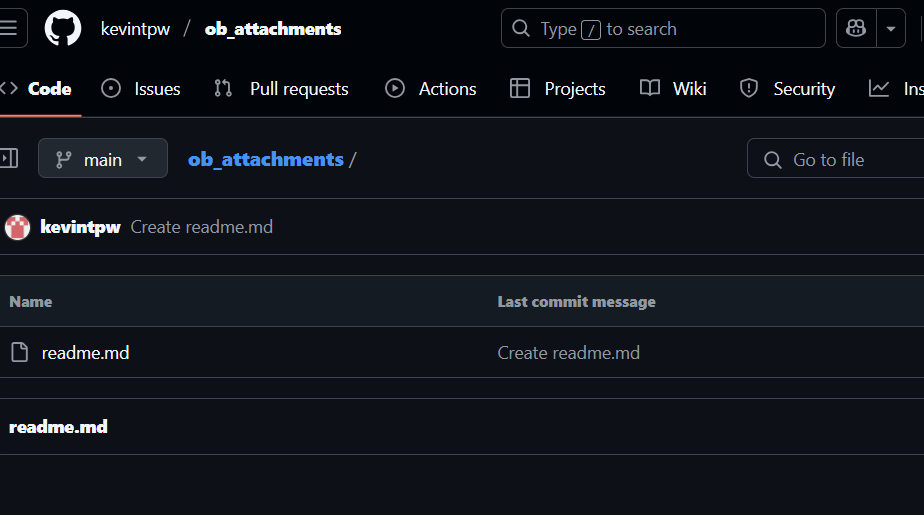 kevintpw / ob_attachments
Type / to search
Code
Issues
Pull requests
Actions
Projects
Wiki
Security
Ins
main
ob_attachments /
Go to file
kevintpw Create readme.md
Name
Last commit message
readme.md
Create readme.md
readme.md